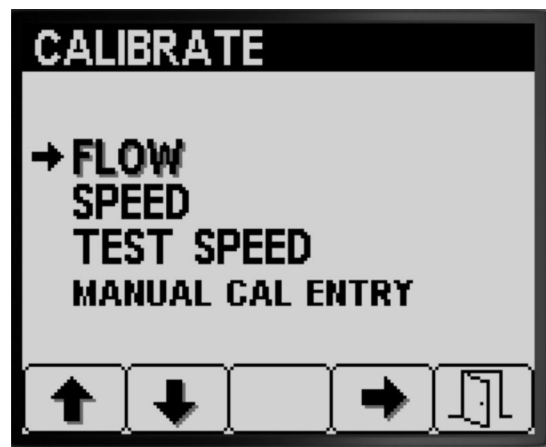 CALIBRATE
FLOW
SPEED
TEST SPEED
MANUAL CAL ENTRY